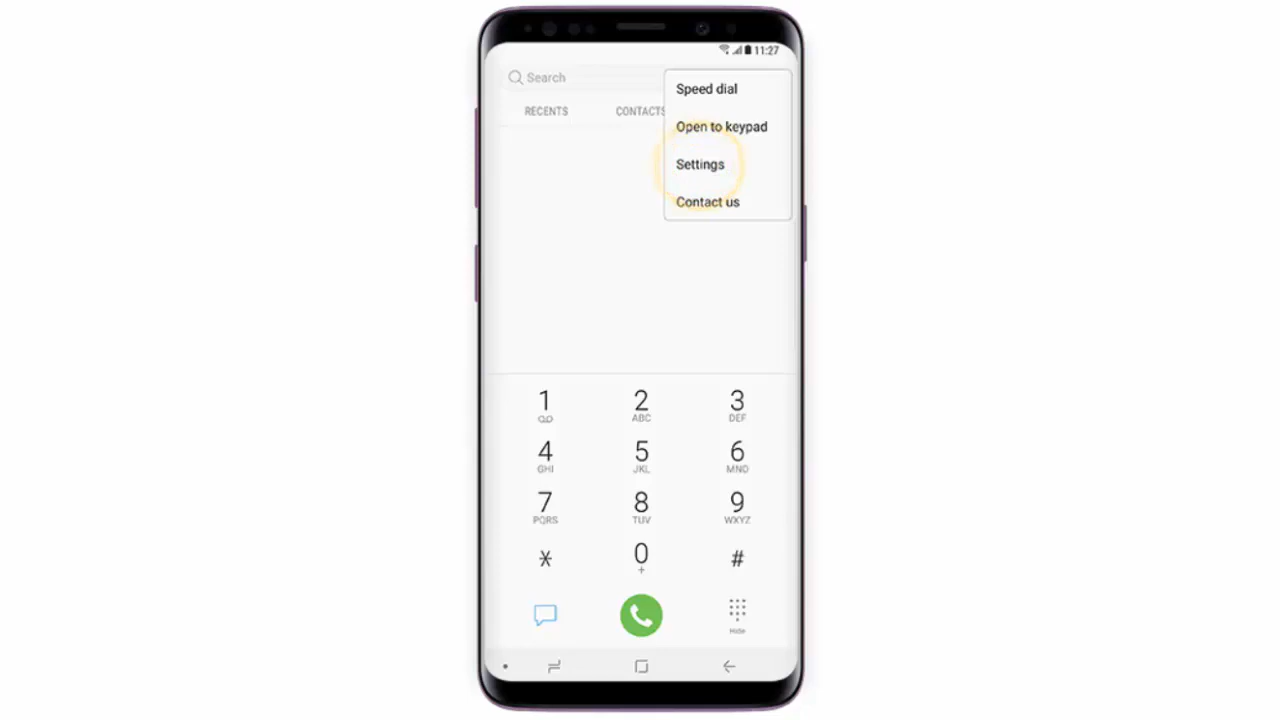 11:27
Search
Speed dial
RECENTS
CONTACTS
Open to keypad
Settings
Contact us
1
2
ABC
3
DEF
4
GHI
5
JKL
6
MNO
7
PQRS
8
TUV
9
WXYZ
*
0
+
#
Hide